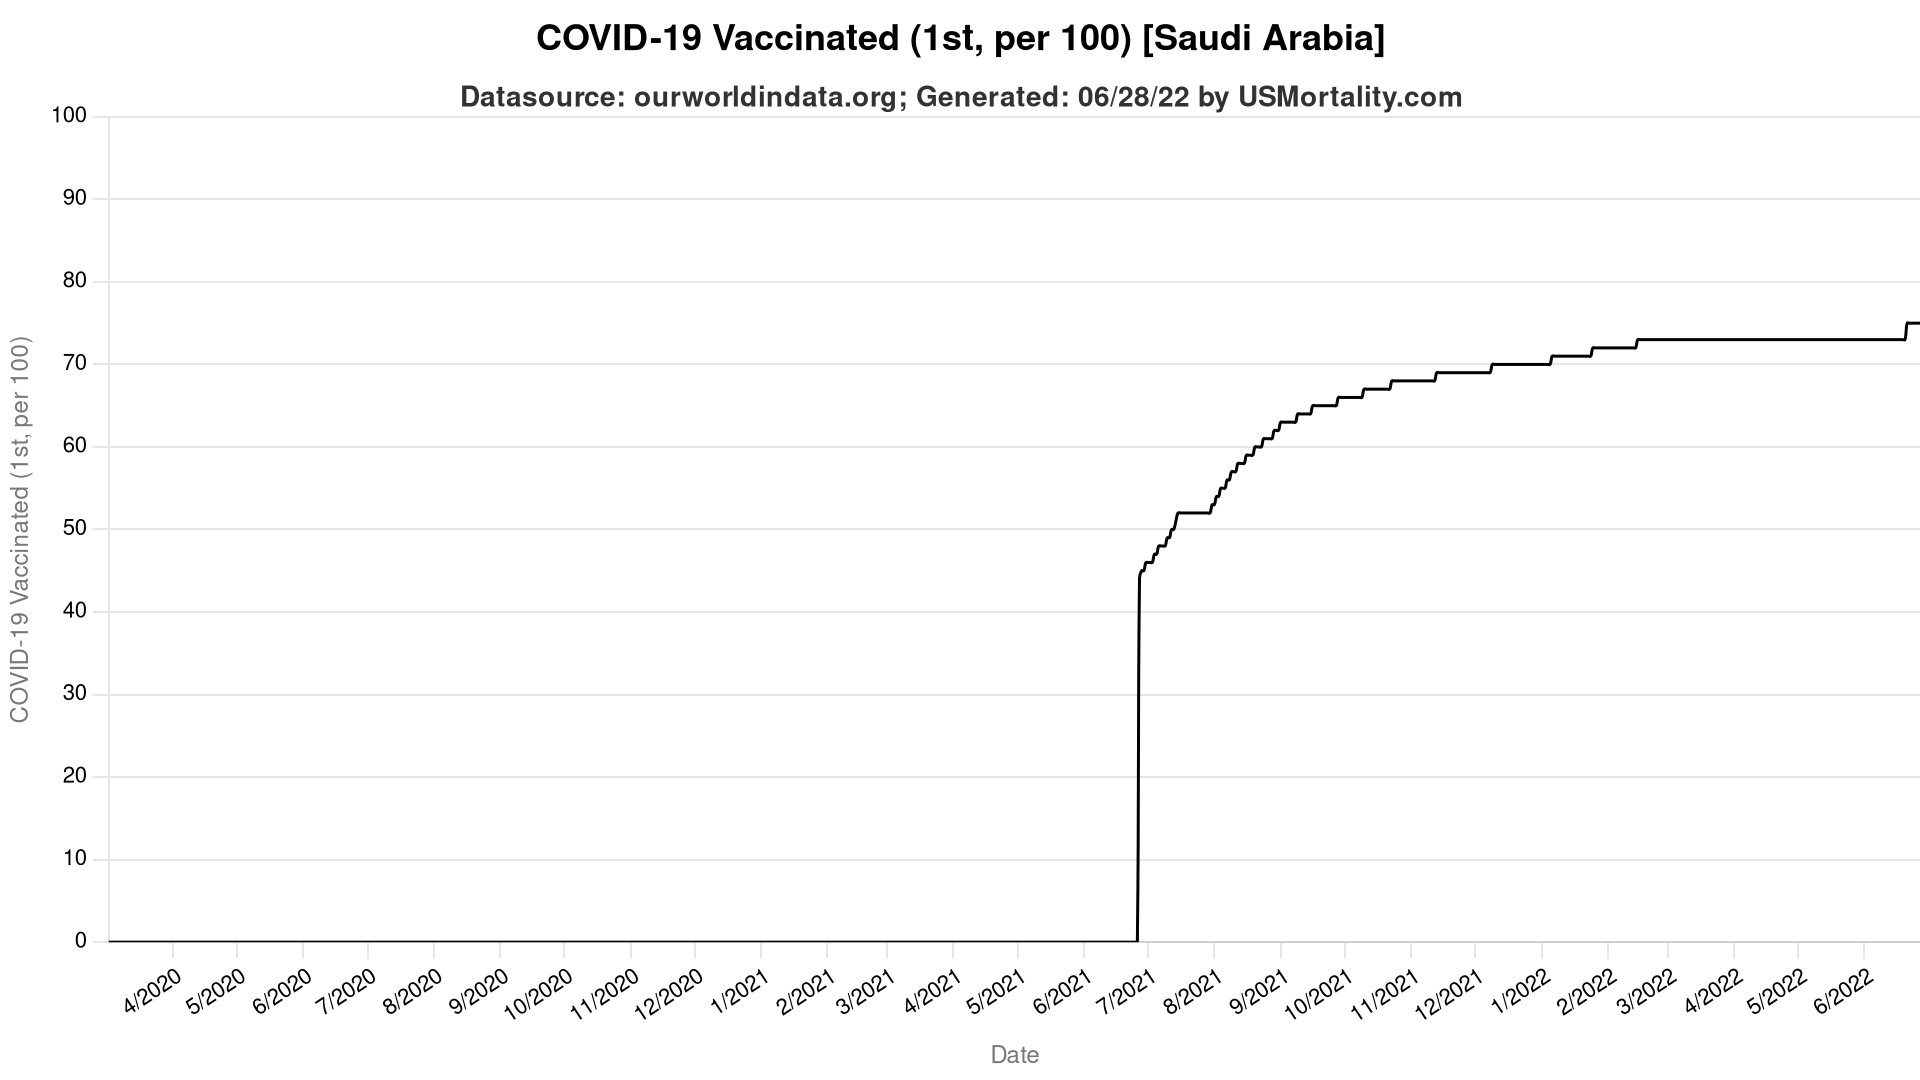 COVID-19 Vaccinated (1st, per 100) [Saudi Arabia]
Datasource: ourworldindata.org; Generated: 06/28/22 by USMortality.com
COVID-19 Vaccinated (1st, per 100)
100
90
80
70
60
50
40
30
20
10
0
4/2020 5/2020 6/2020 7/2020 8/2020 9/2020 10/2020 11/2020 12/2020 1/2021 2/2021 3/2021 4/2021 5/2021 6/2021 7/2021 8/2021 9/2021 10/2021 11/2021 12/2021 1/2022 2/2022 3/2022 4/2022 5/2022 6/2022
Date